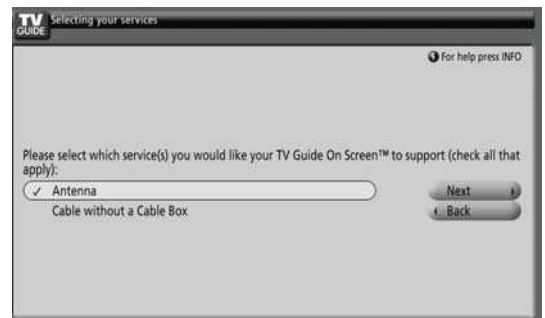 TV GUIDE Selecting your services
For help press INFO
Please select which service(s) you would like your TV Guide On Screen™ to support (check all that
apply):
✓ Antenna
Next
Cable without a Cable Box
Back